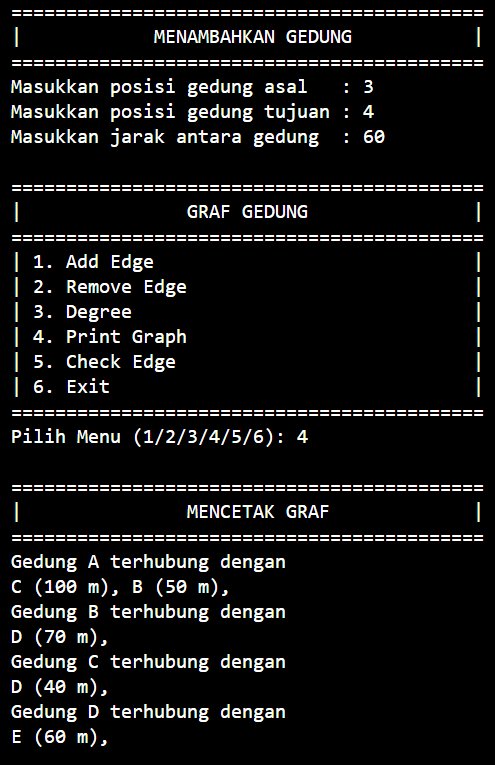 ===========================================
|            MENAMBAHKAN GEDUNG           |
===========================================
Masukkan posisi gedung asal   : 3
Masukkan posisi gedung tujuan : 4
Masukkan jarak antara gedung  : 60
===========================================
|               GRAF GEDUNG               |
===========================================
| 1. Add Edge                             |
| 2. Remove Edge                          |
| 3. Degree                               |
| 4. Print Graph                          |
| 5. Check Edge                           |
| 6. Exit                                 |
===========================================
Pilih Menu (1/2/3/4/5/6): 4
===========================================
|               MENCETAK GRAF             |
===========================================
Gedung A terhubung dengan
C (100 m), B (50 m),
Gedung B terhubung dengan
D (70 m),
Gedung C terhubung dengan
D (40 m),
Gedung D terhubung dengan
E (60 m),